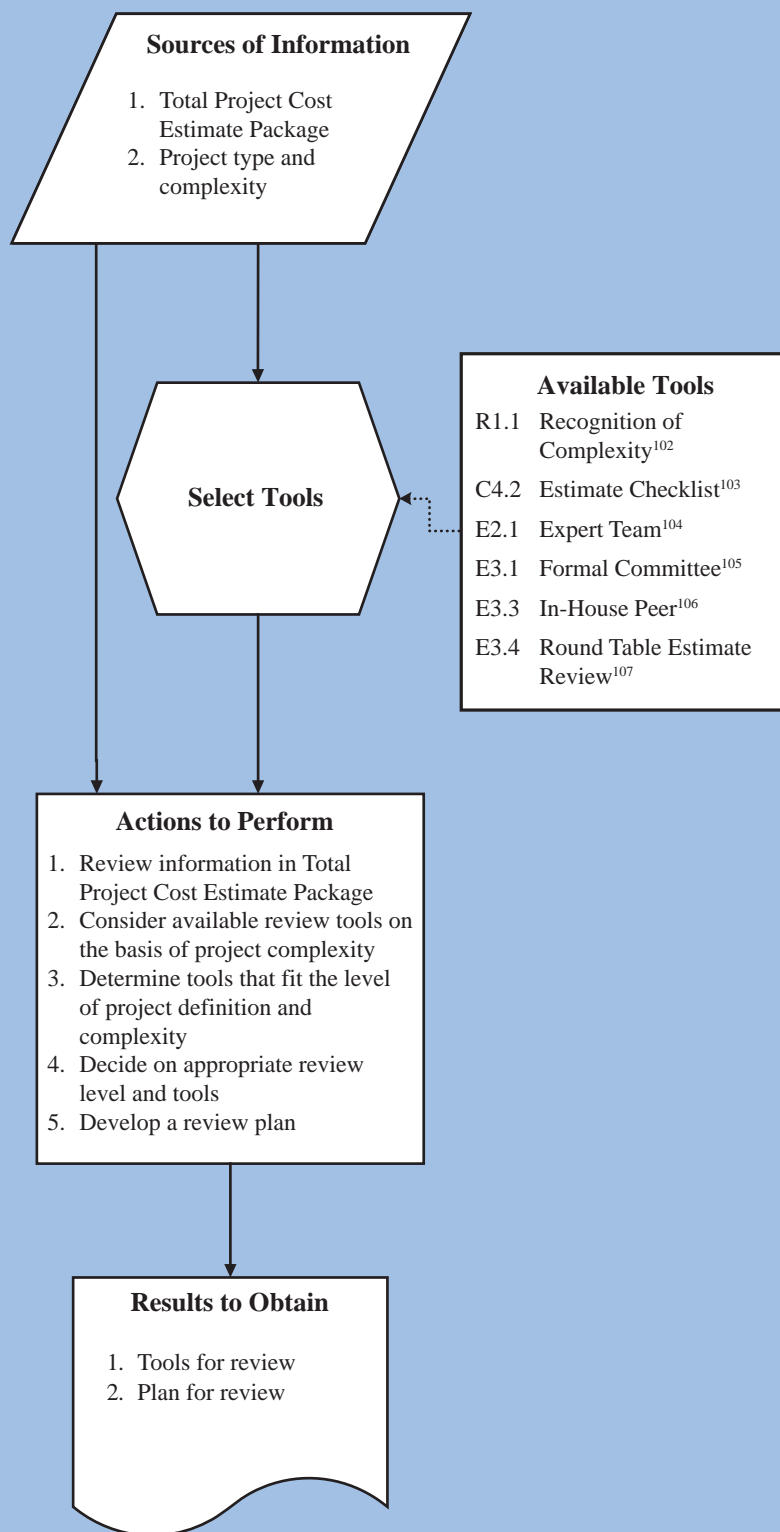 Sources of Information
1. Total Project Cost
Estimate Package
2. Project type and
complexity
Select Tools
Available Tools
R1.1 Recognition of
Complexity¹⁰²
C4.2 Estimate Checklist¹⁰³
E2.1 Expert Team¹⁰⁴
E3.1 Formal Committee¹⁰⁵
E3.3 In-House Peer¹⁰⁶
E3.4 Round Table Estimate
Review¹⁰⁷
Actions to Perform
1. Review information in Total
Project Cost Estimate Package
2. Consider available review tools on
the basis of project complexity
3. Determine tools that fit the level
of project definition and
complexity
4. Decide on appropriate review
level and tools
5. Develop a review plan
Results to Obtain
1. Tools for review
2. Plan for review